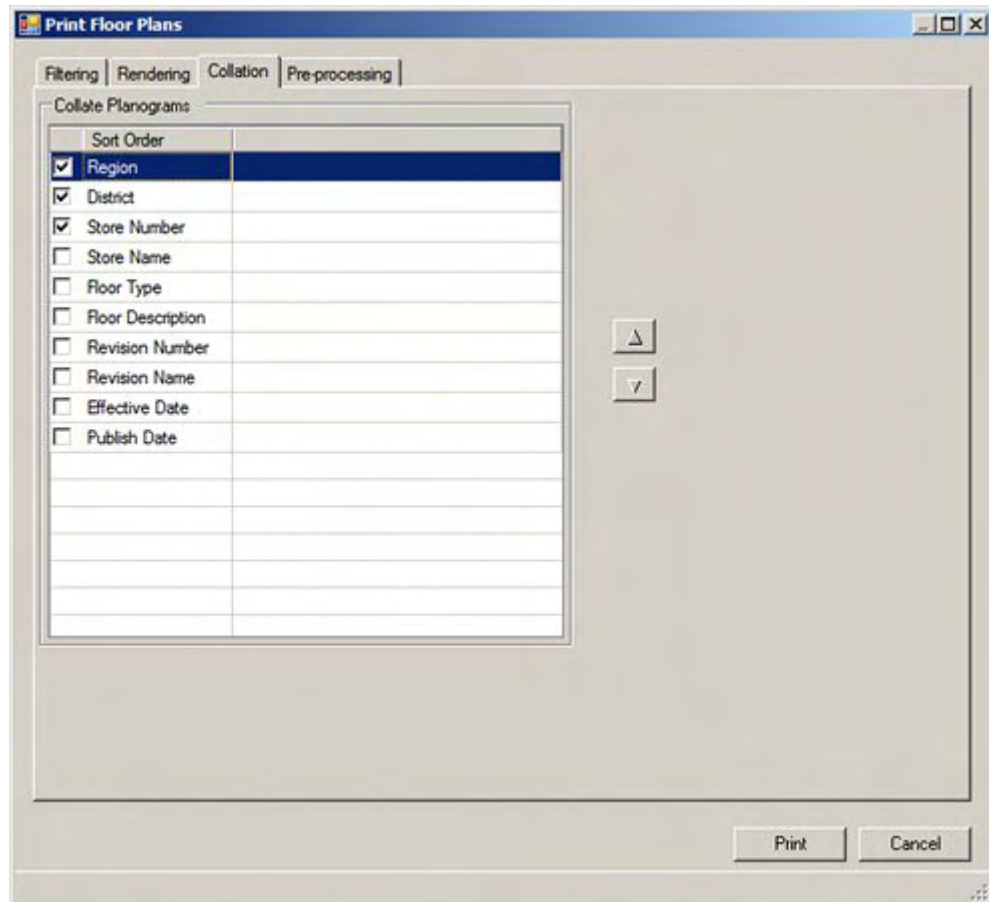 Print Floor Plans
Filtering Rendering Collation Pre-processing
Collate Planograms
Sort Order
Region
District
Store Number
Store Name
Floor Type
Floor Description
Revision Number
Revision Name
Effective Date
Publish Date
Print Cancel